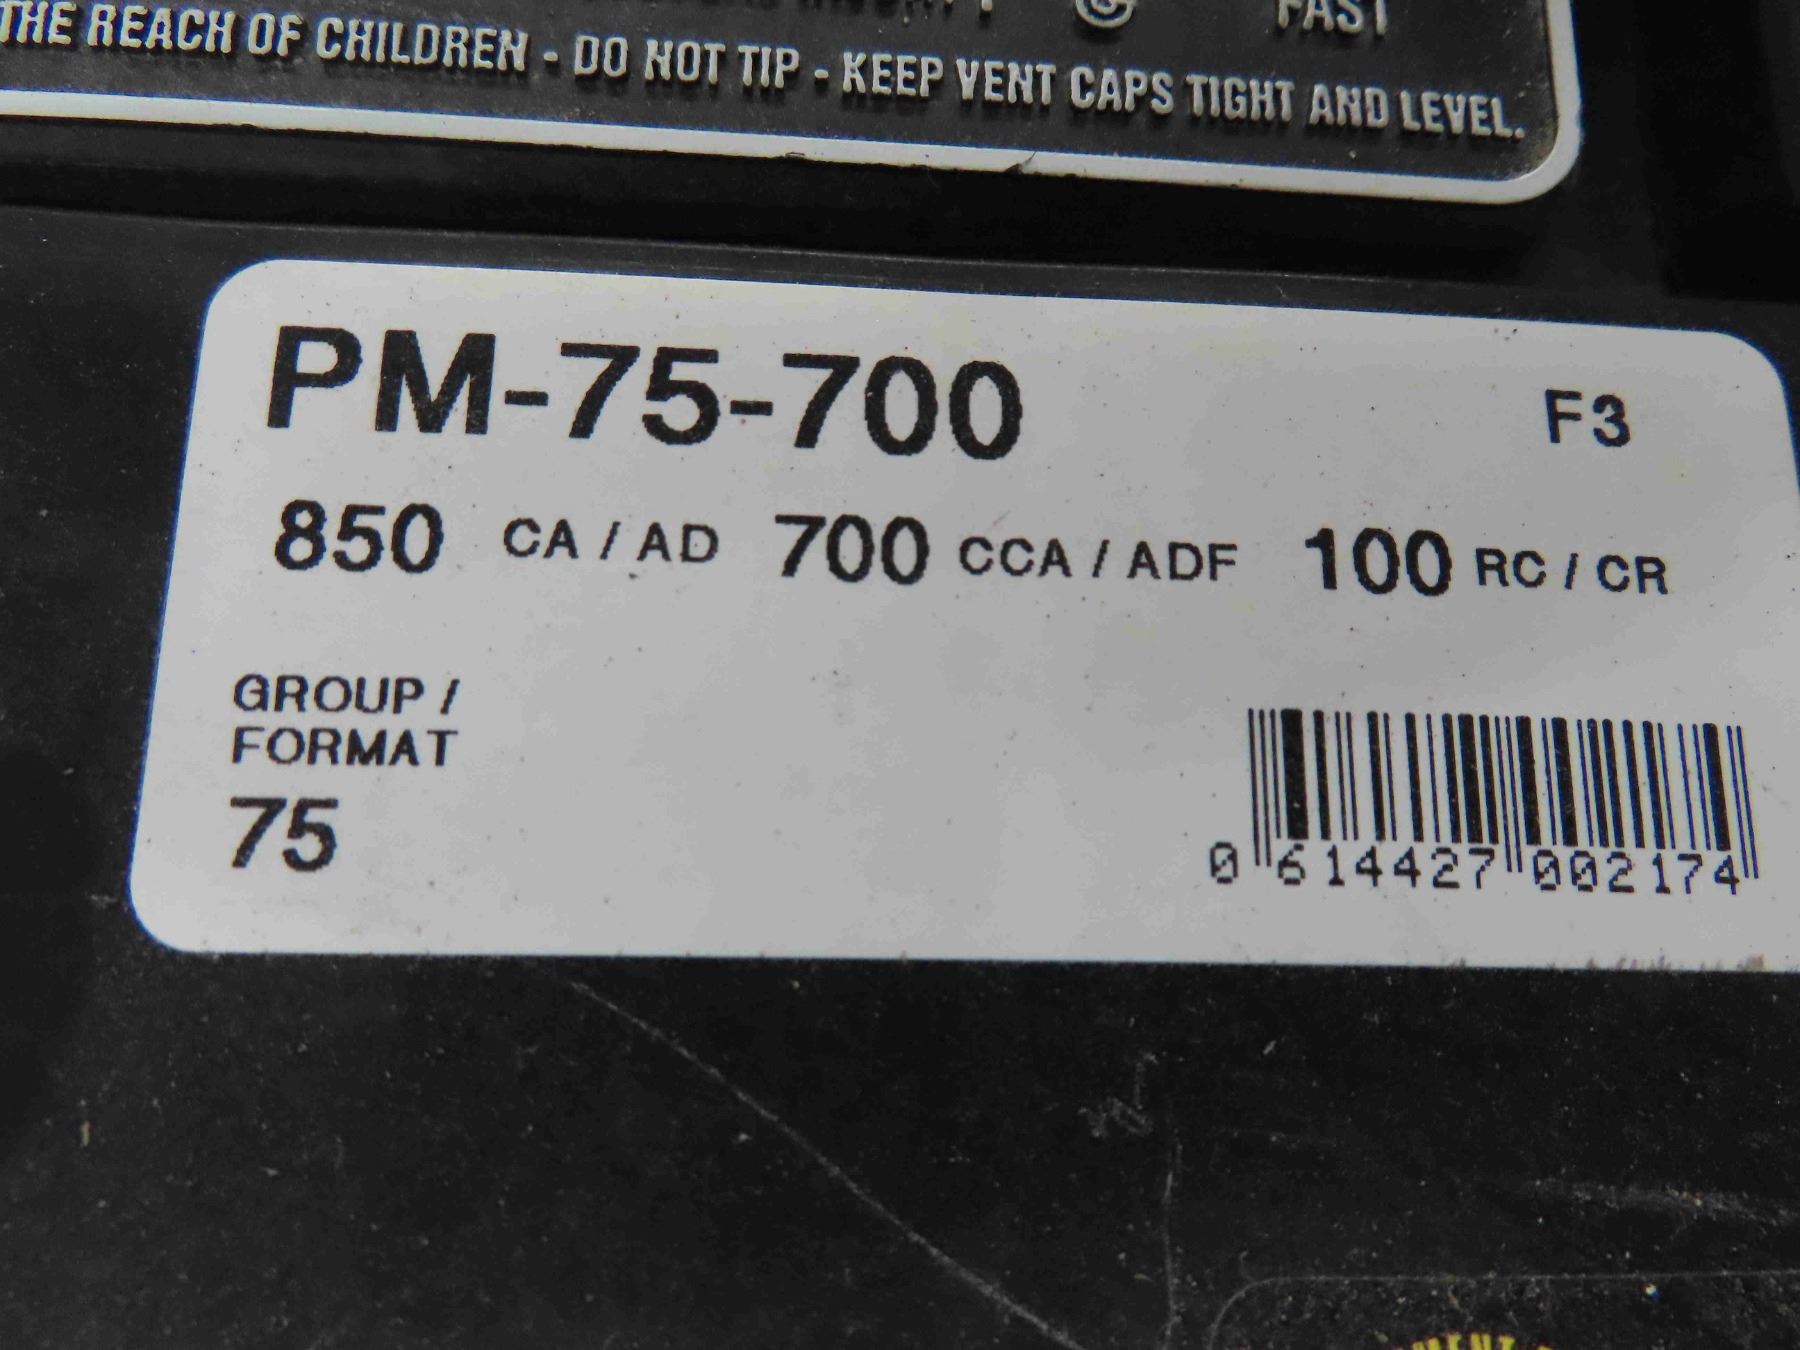 FAST
THE REACH OF CHILDREN - DO NOT TIP - KEEP VENT CAPS TIGHT AND LEVEL.
PM-75-700 F3
850 CA / AD 700 CCA / ADF 100 RC / CR
GROUP /
FORMAT
75
0 614427 002174